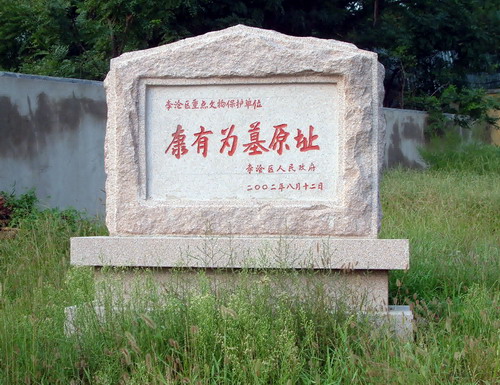 李沧区重点文物保护单位
康有为墓原址
李沧区人民政府
二〇〇二年八月十二日